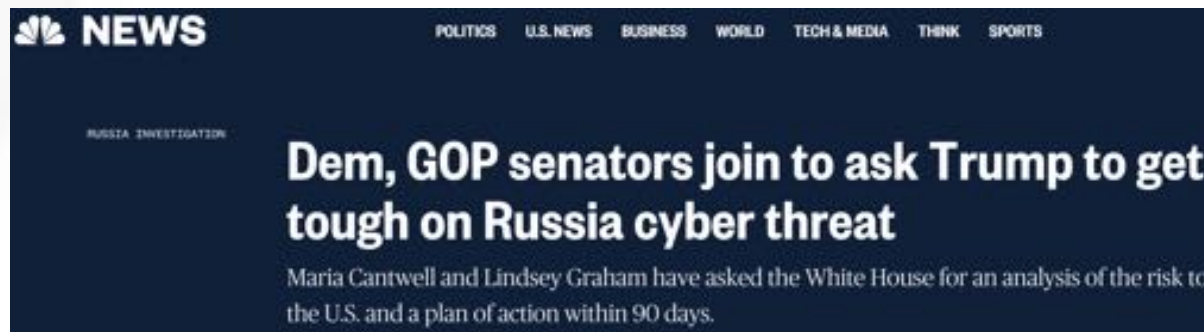 NEWS
POLITICS U.S. NEWS BUSINESS WORLD TECH & MEDIA THINK SPORTS
RUSSIA INVESTIGATION
Dem, GOP senators join to ask Trump to get
tough on Russia cyber threat
Maria Cantwell and Lindsey Graham have asked the White House for an analysis of the risk to
the U.S. and a plan of action within 90 days.